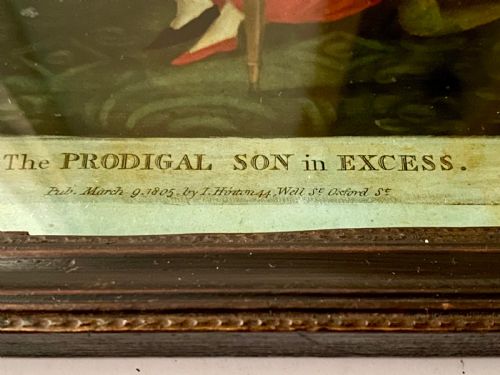 The PRODIGAL SON in EXCESS.
Pub. March 9. 1805. by I. Hinton 44, Well St. Oxford St.